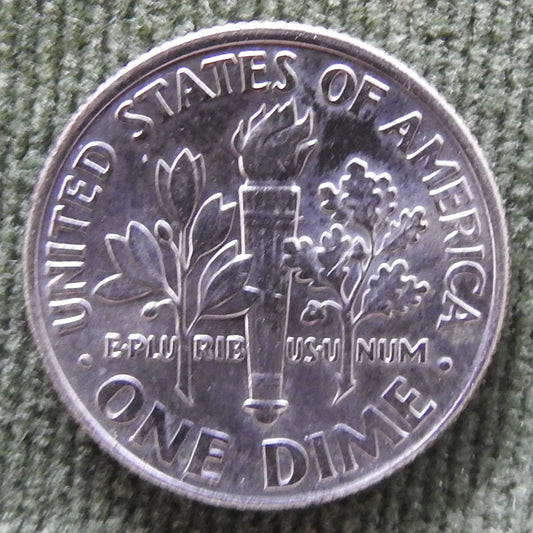 UNITED STATES OF AMERICA
E·PLU RIB US·U NUM
· ONE DIME ·